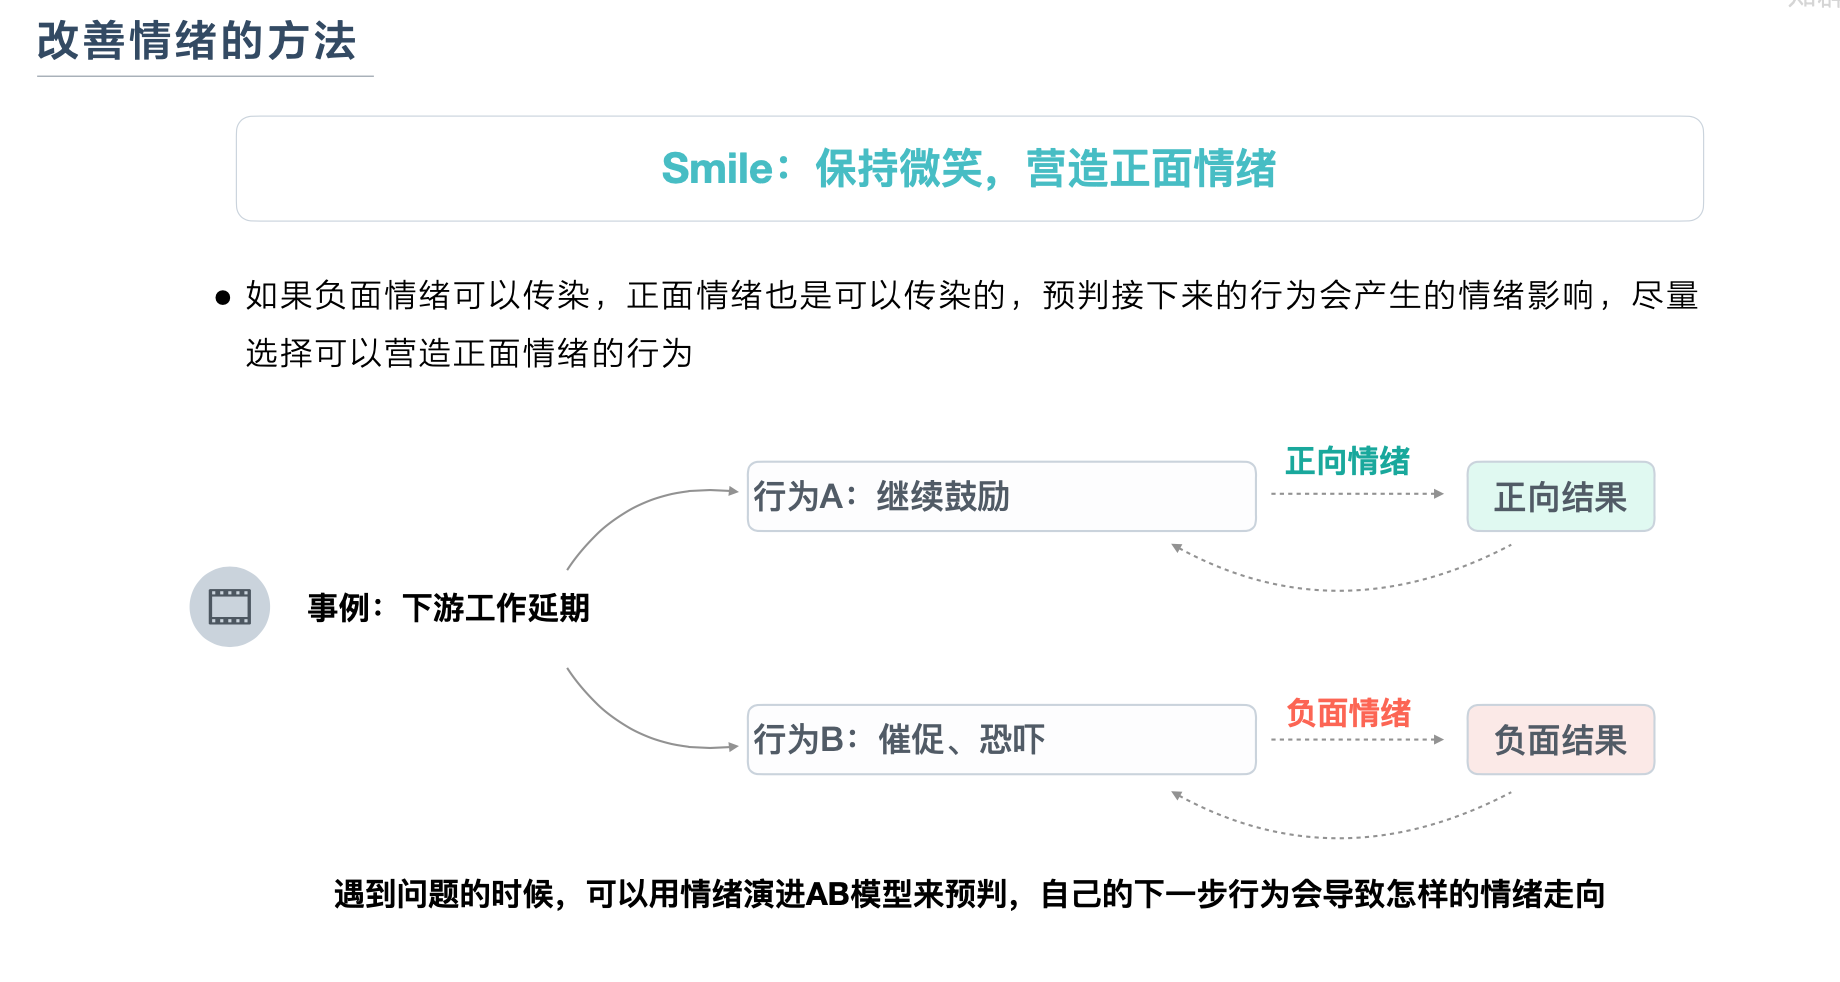 改善情绪的方法
Smile：保持微笑，营造正面情绪
如果负面情绪可以传染，正面情绪也是可以传染的，预判接下来的行为会产生的情绪影响，尽量
选择可以营造正面情绪的行为
正向情绪
行为A：继续鼓励
正向结果
事例：下游工作延期
负面情绪
行为B：催促、恐吓
负面结果
遇到问题的时候，可以用情绪演进AB模型来预判，自己的下一步行为会导致怎样的情绪走向